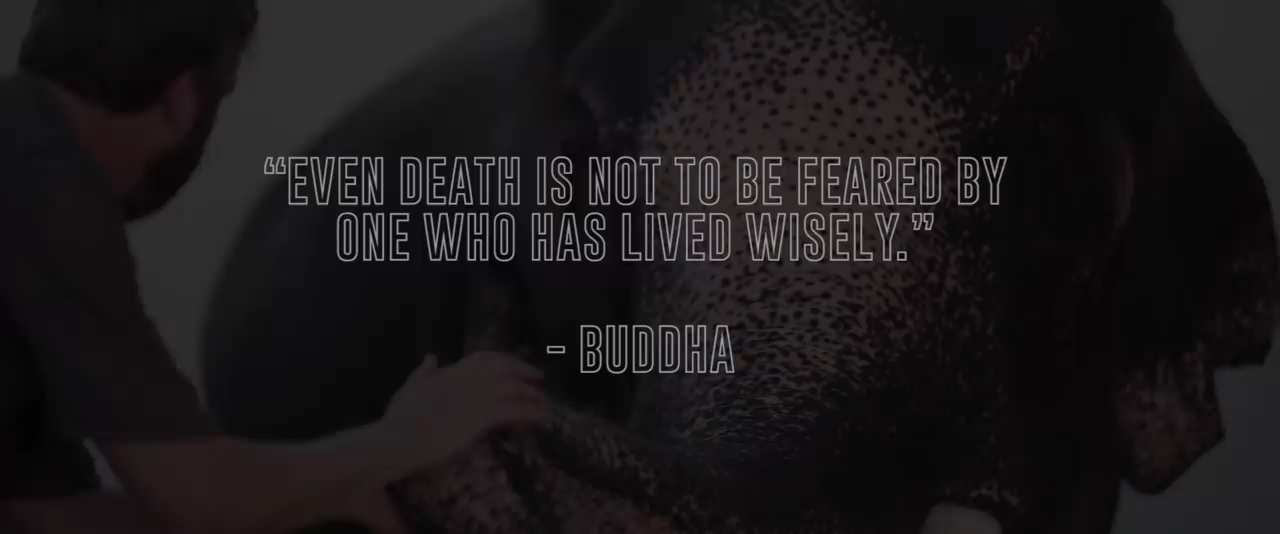 “EVEN DEATH IS NOT TO BE FEARED BY
ONE WHO HAS LIVED WISELY.”
- BUDDHA